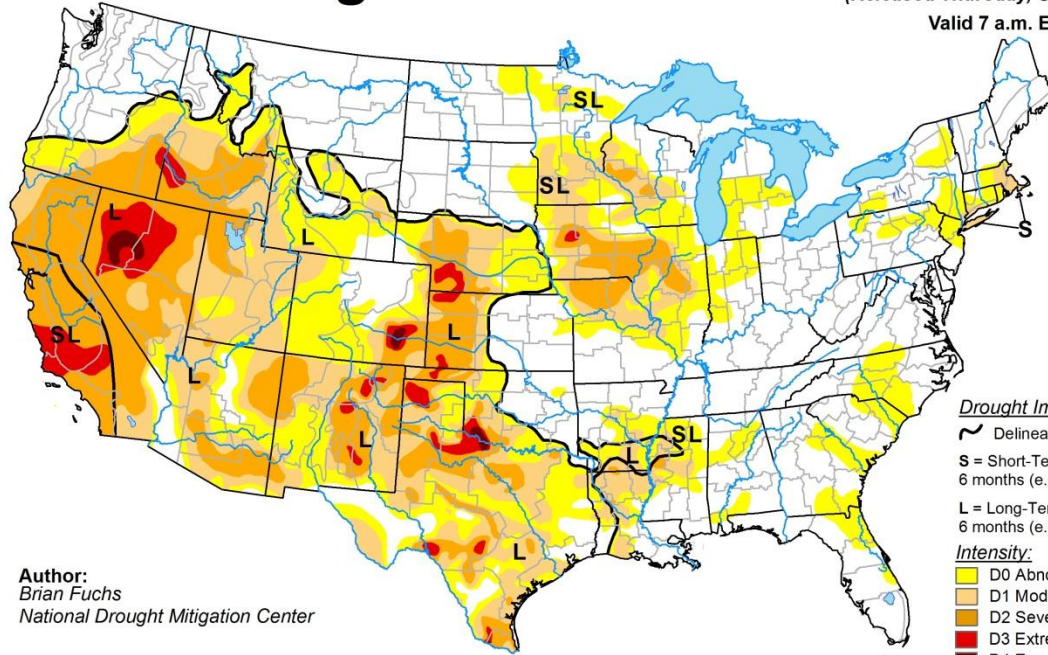 Valid 7 a.m. E
SL
SL
L
L
S
SL
L
L
SL
L
L
L
Drought In
Delinea
S = Short-Te
6 months (e.
L = Long-Ter
6 months (e.
Intensity:
D0 Abno
D1 Mod
D2 Seve
D3 Extre
Author:
Brian Fuchs
National Drought Mitigation Center